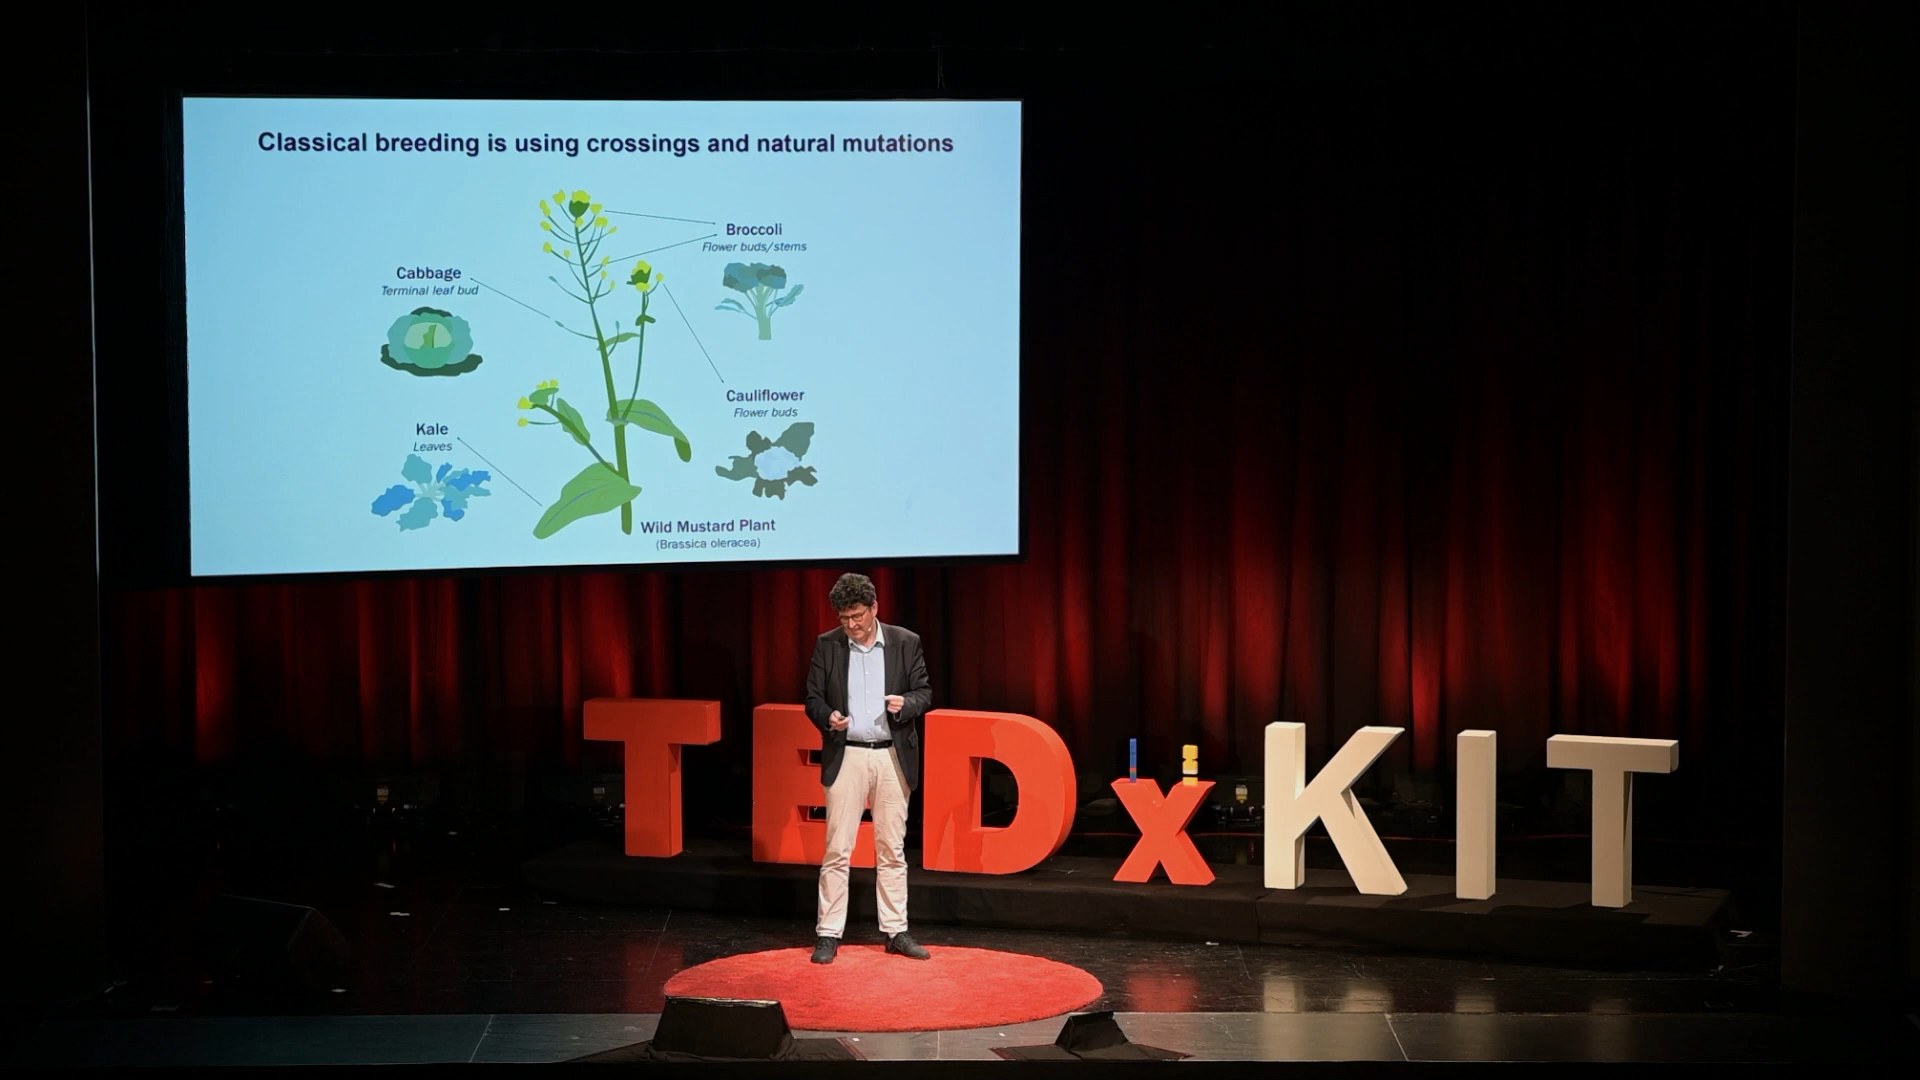 Classical breeding is using crossings and natural mutations
Broccoli
Flower buds/stems
Cabbage
Terminal leaf bud
Cauliflower
Flower buds
Kale
Leaves
Wild Mustard Plant
(Brassica oleracea)
TEDxKIT